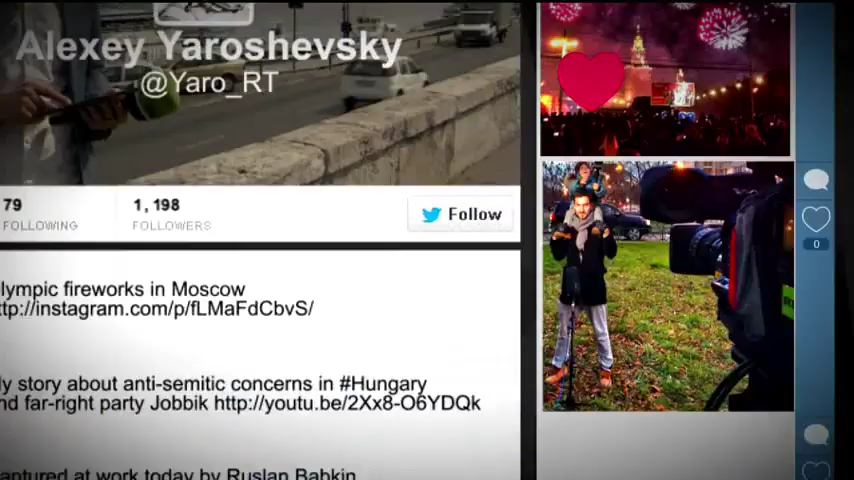 Alexey Yaroshevsky
@Yaro_RT
79
FOLLOWING
1,198
FOLLOWERS
Follow
lympic fireworks in Moscow
ttp://instagram.com/p/fLMaFdCbvS/
ly story about anti-semitic concerns in #Hungary
nd far-right party Jobbik http://youtu.be/2Xx8-O6YDQk
aptured at work today by Ruslan Babkin
0